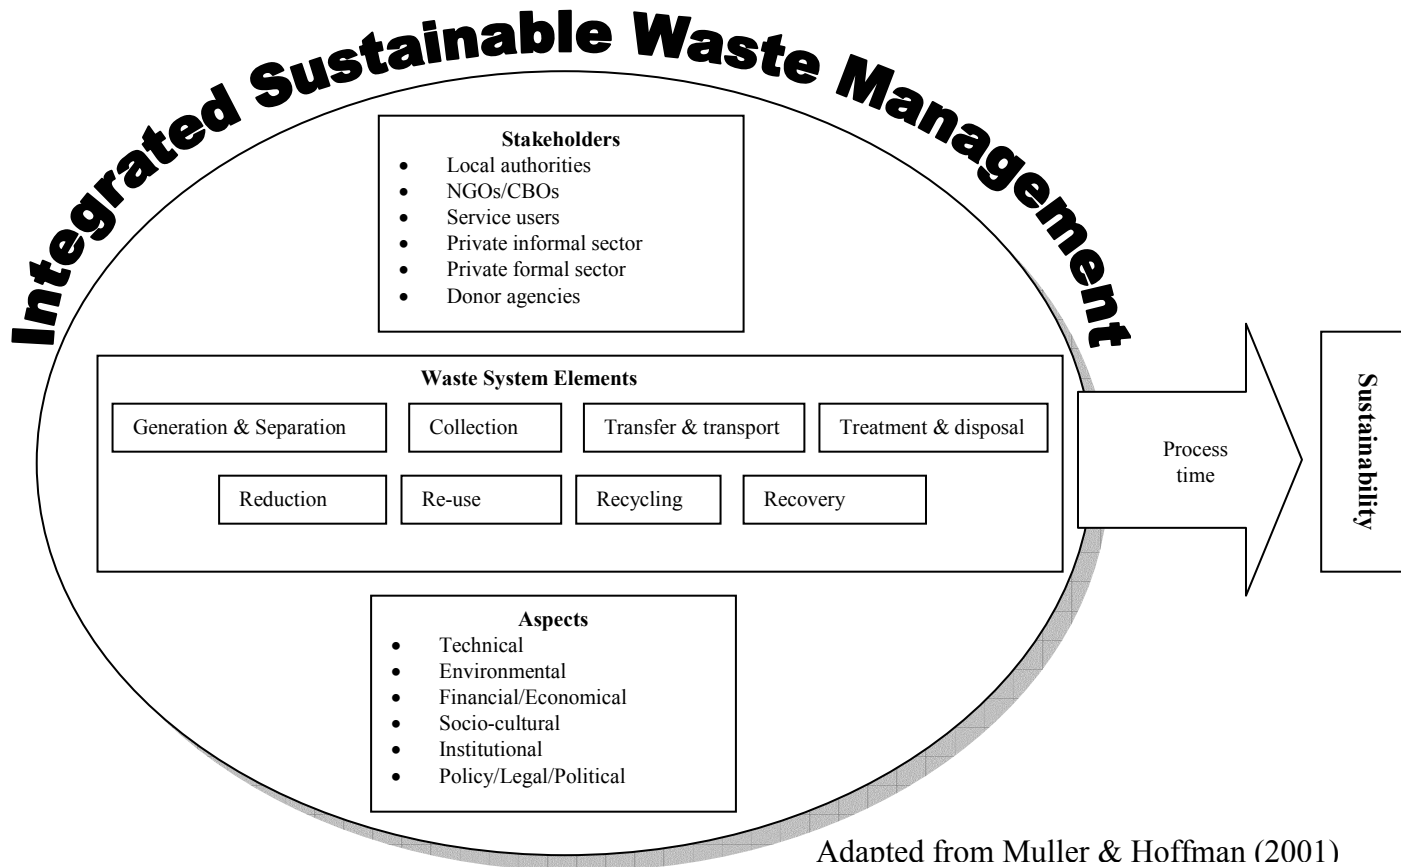 Integrated Sustainable Waste Management
Stakeholders
• Local authorities
• NGOs/CBOs
• Service users
• Private informal sector
• Private formal sector
• Donor agencies
Waste System Elements
Generation & Separation
Collection
Transfer & transport
Treatment & disposal
Reduction
Re-use
Recycling
Recovery
Process
time
Sustainability
Aspects
• Technical
• Environmental
• Financial/Economical
• Socio-cultural
• Institutional
• Policy/Legal/Political
Adapted from Muller & Hoffman (2001)